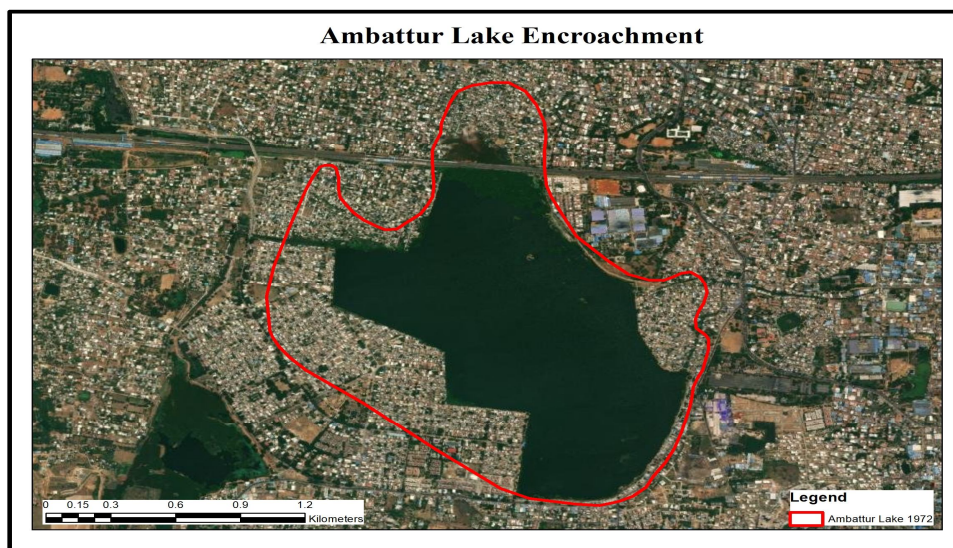 Ambattur Lake Encroachment
0 0.15 0.3 0.6 0.9 1.2
Kilometers
Legend
Ambattur Lake 1972